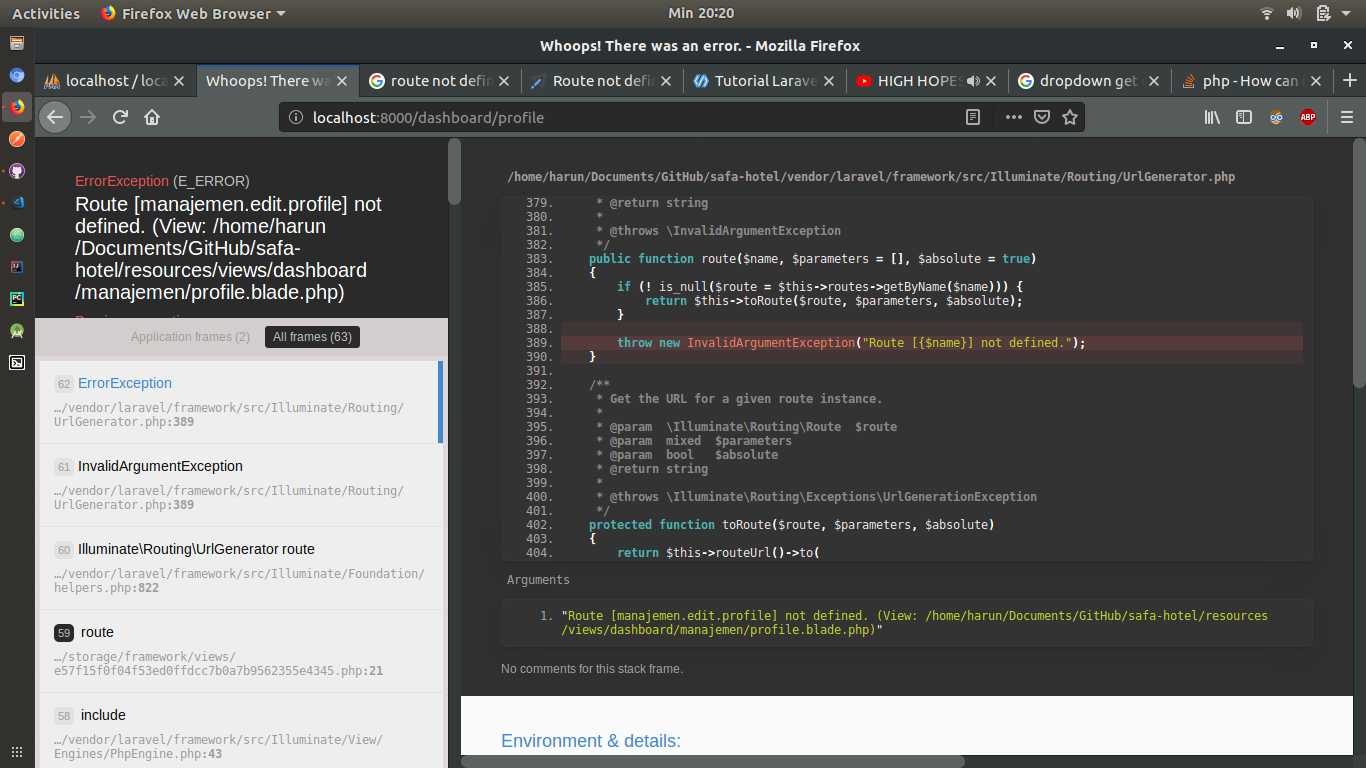 Activities
Firefox Web Browser
Min 20:20
Whoops! There was an error. - Mozilla Firefox
localhost / loca
Whoops! There wa
route not defin
Route not defin
Tutorial Larave
HIGH HOPES
dropdown get
php - How can
localhost:8000/dashboard/profile
ABP
ErrorException (E_ERROR)
Route [manajemen.edit.profile] not
defined. (View: /home/harun
/Documents/GitHub/safa-
hotel/resources/views/dashboard
/manajemen/profile.blade.php)
Application frames (2)
All frames (63)
62 ErrorException
…/vendor/laravel/framework/src/Illuminate/Routing/
UrlGenerator.php:389
61 InvalidArgumentException
…/vendor/laravel/framework/src/Illuminate/Routing/
UrlGenerator.php:389
60 Illuminate\Routing\UrlGenerator route
…/vendor/laravel/framework/src/Illuminate/Foundation/
helpers.php:822
59 route
…/storage/framework/views/
e57f15f0f04f53ed0ffdcc7b0a7b9562355e4345.php:21
58 include
…/vendor/laravel/framework/src/Illuminate/View/
Engines/PhpEngine.php:43
/home/harun/Documents/GitHub/safa-hotel/vendor/laravel/framework/src/Illuminate/Routing/UrlGenerator.php
379.      * @return string
380.      *
381.      * @throws \InvalidArgumentException
382.      */
383.     public function route($name, $parameters = [], $absolute = true)
384.     {
385.         if (! is_null($route = $this->routes->getByName($name))) {
386.             return $this->toRoute($route, $parameters, $absolute);
387.         }
388.
389.         throw new InvalidArgumentException("Route [{$name}] not defined.");
390.     }
391.
392.     /**
393.      * Get the URL for a given route instance.
394.      *
395.      * @param  \Illuminate\Routing\Route  $route
396.      * @param  mixed  $parameters
397.      * @param  bool   $absolute
398.      * @return string
399.      *
400.      * @throws \Illuminate\Routing\Exceptions\UrlGenerationException
401.      */
402.     protected function toRoute($route, $parameters, $absolute)
403.     {
404.         return $this->routeUrl()->to(
Arguments
1. "Route [manajemen.edit.profile] not defined. (View: /home/harun/Documents/GitHub/safa-hotel/resources
/views/dashboard/manajemen/profile.blade.php)"
No comments for this stack frame.
Environment & details: